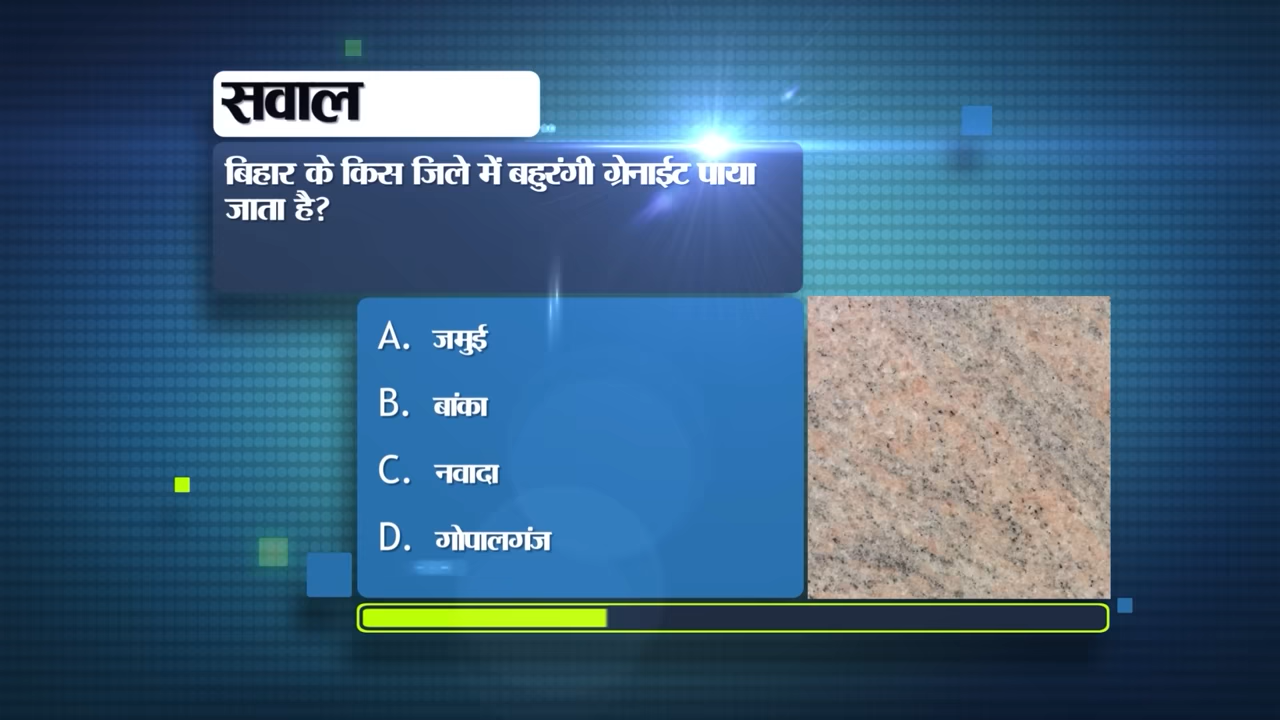 सवाल
बिहार के किस जिले में बहुरंगी ग्रेनाईट पाया
जाता है?
A. जमुई
B. बांका
C. नवादा
D. गोपालगंज